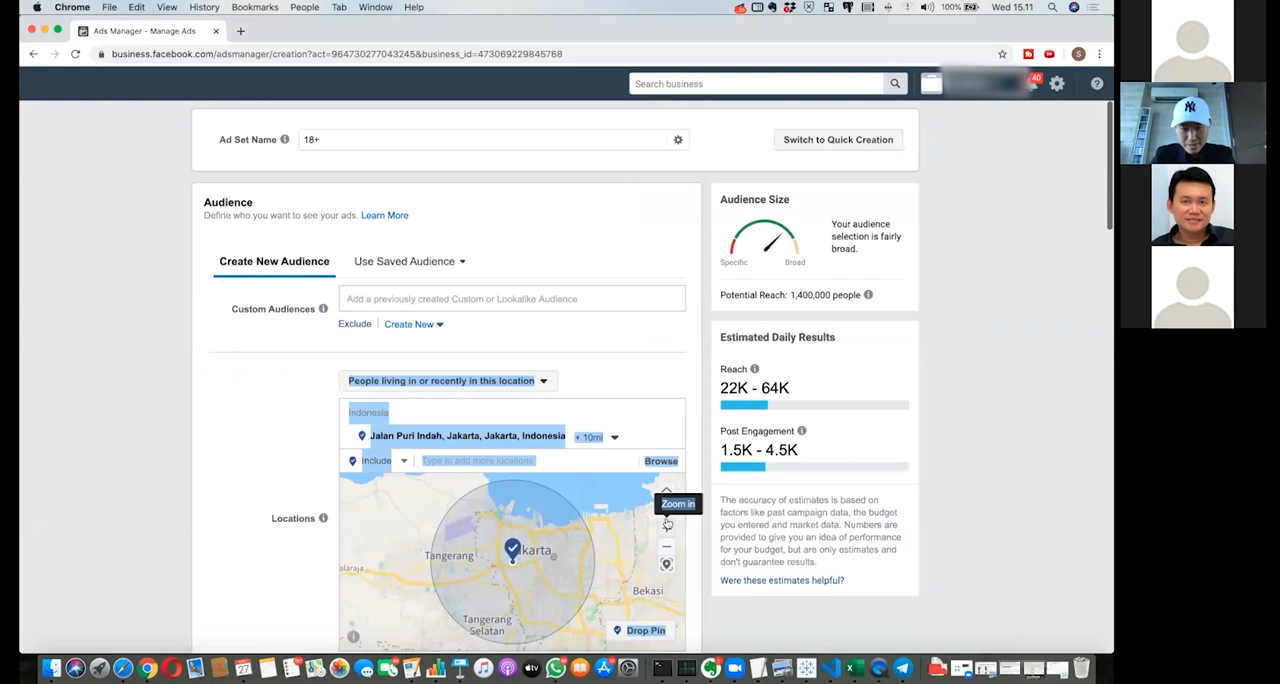 Chrome File Edit View History Bookmarks People Tab Window Help 100% Wed 15.11
Ads Manager - Manage Ads
business.facebook.com/adsmanager/creation?act=964730277043245&business_id=473069229845768
S
Search business
40
Ad Set Name 18+
Switch to Quick Creation
Audience
Define who you want to see your ads. Learn More
Create New Audience Use Saved Audience
Custom Audiences Add a previously created Custom or Lookalike Audience
Exclude Create New
People living in or recently in this location
Indonesia
Jalan Puri Indah, Jakarta, Jakarta, Indonesia + 10mi
Include Type to add more locations Browse
Zoom in
Locations
Tangerang
karta
alaraja
Bekasi
Tangerang
Selatan
Drop Pin
Audience Size
Specific Broad
Your audience
selection is fairly
broad.
Potential Reach: 1,400,000 people
Estimated Daily Results
Reach
22K - 64K
Post Engagement
1.5K - 4.5K
The accuracy of estimates is based on
factors like past campaign data, the budget
you entered and market data. Numbers are
provided to give you an idea of performance
for your budget, but are only estimates and
don't guarantee results.
Were these estimates helpful?